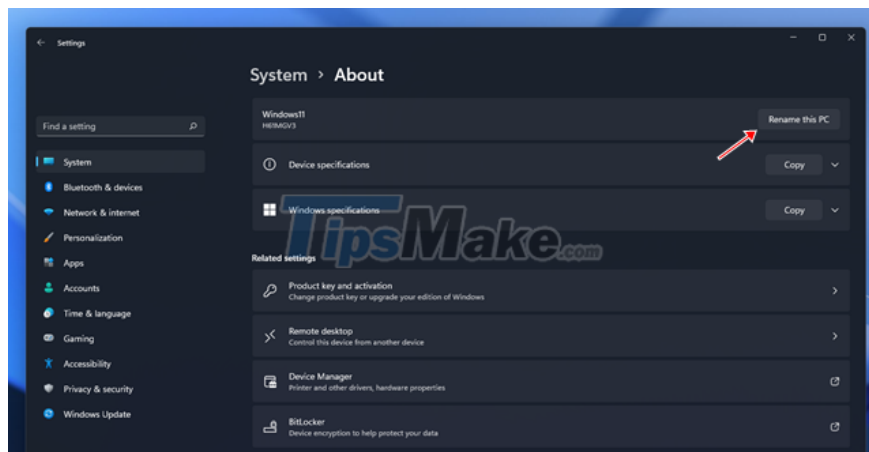 Settings
System > About
Find a setting
System
Bluetooth & devices
Network & internet
Personalization
Apps
Accounts
Time & language
Gaming
Accessibility
Privacy & security
Windows Update
Windows11
H61MGV3
Rename this PC
Device specifications
Copy
Windows specifications
Copy
TipsMake.com
Related settings
Product key and activation
Change product key or upgrade your edition of Windows
Remote desktop
Control this device from another device
Device Manager
Printer and other drivers, hardware properties
BitLocker
Device encryption to help protect your data